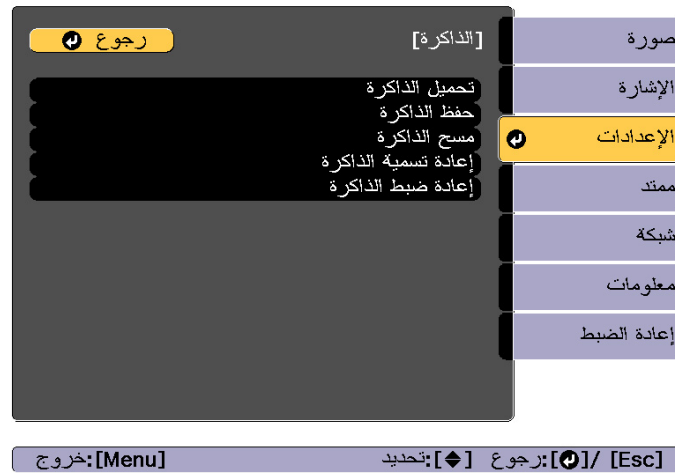 صورة
الإشارة
الإعدادات
ممتد
شبكة
معلومات
إعادة الضبط
[الذاكرة]
رجوع
تحميل الذاكرة
حفظ الذاكرة
مسح الذاكرة
إعادة تسمية الذاكرة
إعادة ضبط الذاكرة
[Esc] /[⏎]:رجوع [◆]:تحديد [Menu]:خروج